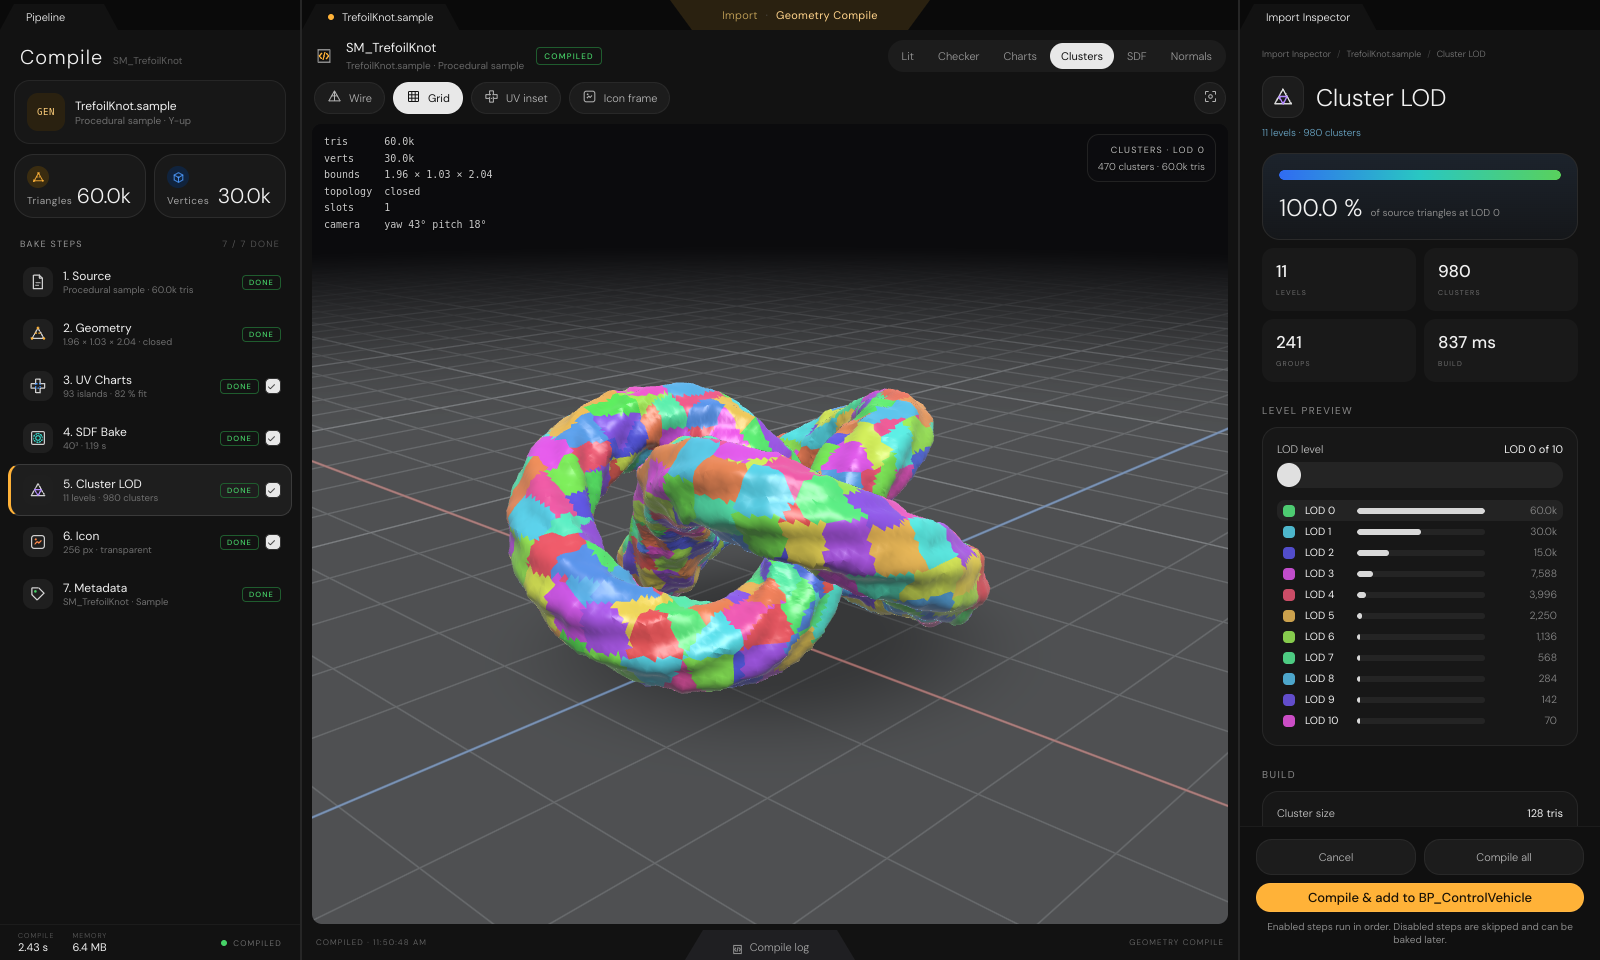 Pipeline
Compile SM_TrefoilKnot
GEN
TrefoilKnot.sample
Procedural sample · Y-up
Triangles 60.0k
Vertices 30.0k
BAKE STEPS 7 / 7 DONE
1. Source
Procedural sample · 60.0k tris
DONE
2. Geometry
1.96 × 1.03 × 2.04 · closed
DONE
3. UV Charts
93 islands · 82 % fit
DONE
4. SDF Bake
40³ · 1.19 s
DONE
5. Cluster LOD
11 levels · 980 clusters
DONE
6. Icon
256 px · transparent
DONE
7. Metadata
SM_TrefoilKnot · Sample
DONE
COMPILE
2.43 s
MEMORY
6.4 MB
COMPILED
TrefoilKnot.sample
Import · Geometry Compile
SM_TrefoilKnot
TrefoilKnot.sample · Procedural sample
COMPILED
Lit Checker Charts Clusters SDF Normals
Wire Grid UV inset Icon frame
tris 60.0k
verts 30.0k
bounds 1.96 × 1.03 × 2.04
topology closed
slots 1
camera yaw 43° pitch 18°
CLUSTERS · LOD 0
470 clusters · 60.0k tris
COMPILED · 11:50:48 AM
Compile log
GEOMETRY COMPILE
Import Inspector
Import Inspector / TrefoilKnot.sample / Cluster LOD
Cluster LOD
11 levels · 980 clusters
100.0 % of source triangles at LOD 0
11
LEVELS
980
CLUSTERS
241
GROUPS
837 ms
BUILD
LEVEL PREVIEW
LOD level LOD 0 of 10
LOD 0 60.0k
LOD 1 30.0k
LOD 2 15.0k
LOD 3 7,588
LOD 4 3,996
LOD 5 2,250
LOD 6 1,136
LOD 7 568
LOD 8 284
LOD 9 142
LOD 10 70
BUILD
Cluster size 128 tris
Cancel
Compile all
Compile & add to BP_ControlVehicle
Enabled steps run in order. Disabled steps are skipped and can be
baked later.